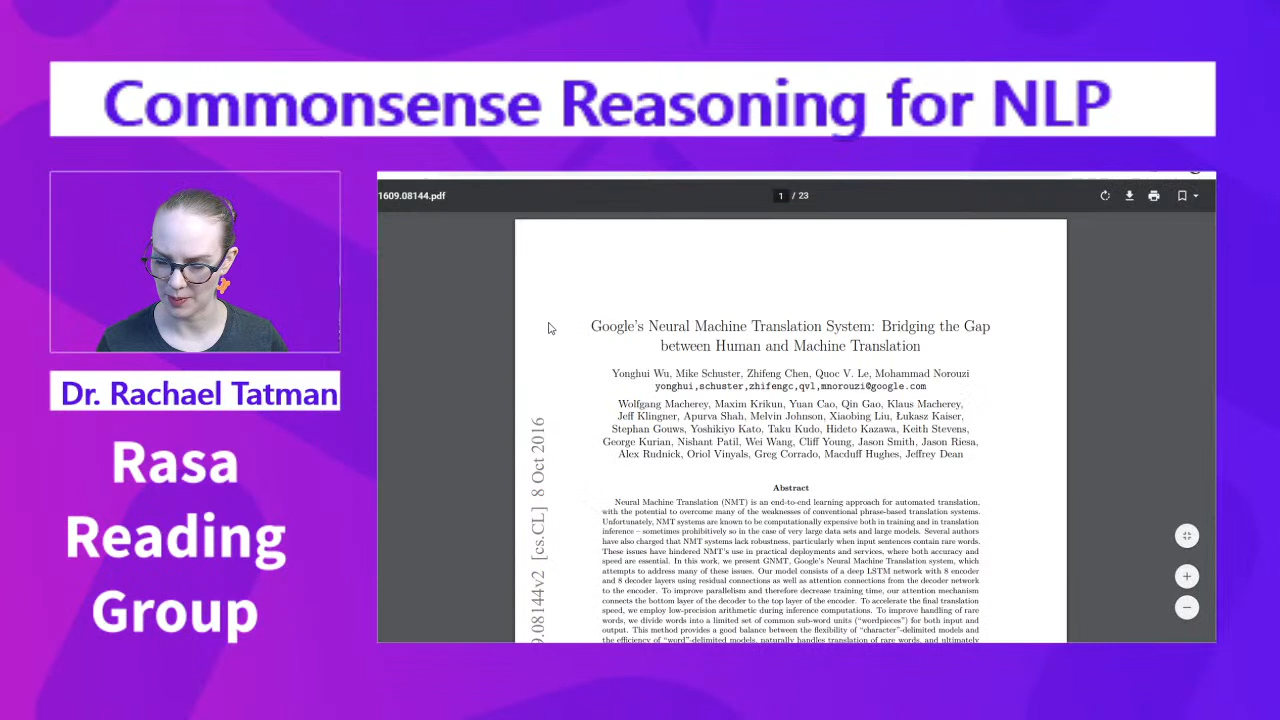 Commonsense Reasoning for NLP
Dr. Rachael Tatman
Rasa
Reading
Group
1609.08144.pdf
1 / 23
Google's Neural Machine Translation System: Bridging the Gap
between Human and Machine Translation
Yonghui Wu, Mike Schuster, Zhifeng Chen, Quoc V. Le, Mohammad Norouzi
yonghui,schuster,zhifengc,qvl,mnorouzi@google.com
Wolfgang Macherey, Maxim Krikun, Yuan Cao, Qin Gao, Klaus Macherey,
Jeff Klingner, Apurva Shah, Melvin Johnson, Xiaobing Liu, Łukasz Kaiser,
Stephan Gouws, Yoshikiyo Kato, Taku Kudo, Hideto Kazawa, Keith Stevens,
George Kurian, Nishant Patil, Wei Wang, Cliff Young, Jason Smith, Jason Riesa,
Alex Rudnick, Oriol Vinyals, Greg Corrado, Macduff Hughes, Jeffrey Dean
Abstract
Neural Machine Translation (NMT) is an end-to-end learning approach for automated translation,
with the potential to overcome many of the weaknesses of conventional phrase-based translation systems.
Unfortunately, NMT systems are known to be computationally expensive both in training and in translation
inference – sometimes prohibitively so in the case of very large data sets and large models. Several authors
have also charged that NMT systems lack robustness, particularly when input sentences contain rare words.
These issues have hindered NMT's use in practical deployments and services, where both accuracy and
speed are essential. In this work, we present GNMT, Google's Neural Machine Translation system, which
attempts to address many of these issues. Our model consists of a deep LSTM network with 8 encoder
and 8 decoder layers using residual connections as well as attention connections from the decoder network
to the encoder. To improve parallelism and therefore decrease training time, our attention mechanism
connects the bottom layer of the decoder to the top layer of the encoder. To accelerate the final translation
speed, we employ low-precision arithmetic during inference computations. To improve handling of rare
words, we divide words into a limited set of common sub-word units ("wordpieces") for both input and
output. This method provides a good balance between the flexibility of "character"-delimited models and
the efficiency of "word"-delimited models, naturally handles translation of rare words, and ultimately
9.08144v2 [cs.CL] 8 Oct 2016